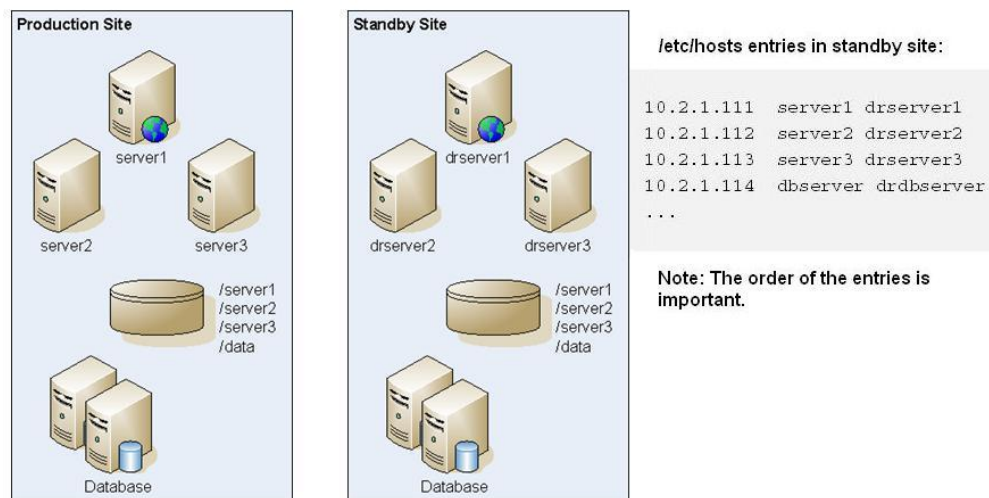 Production Site
server1
server2
server3
/server1
/server2
/server3
/data
Database
Standby Site
drserver1
drserver2
drserver3
/server1
/server2
/server3
/data
Database
/etc/hosts entries in standby site:
10.2.1.111 server1 drserver1
10.2.1.112 server2 drserver2
10.2.1.113 server3 drserver3
10.2.1.114 dbserver drdbserver
...
Note: The order of the entries is
important.